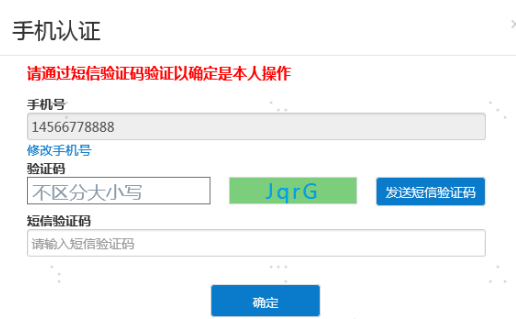 手机认证
请通过短信验证码验证以确定是本人操作
手机号
14566778888
修改手机号
验证码
不区分大小写 JqrG 发送短信验证码
短信验证码
请输入短信验证码
确定